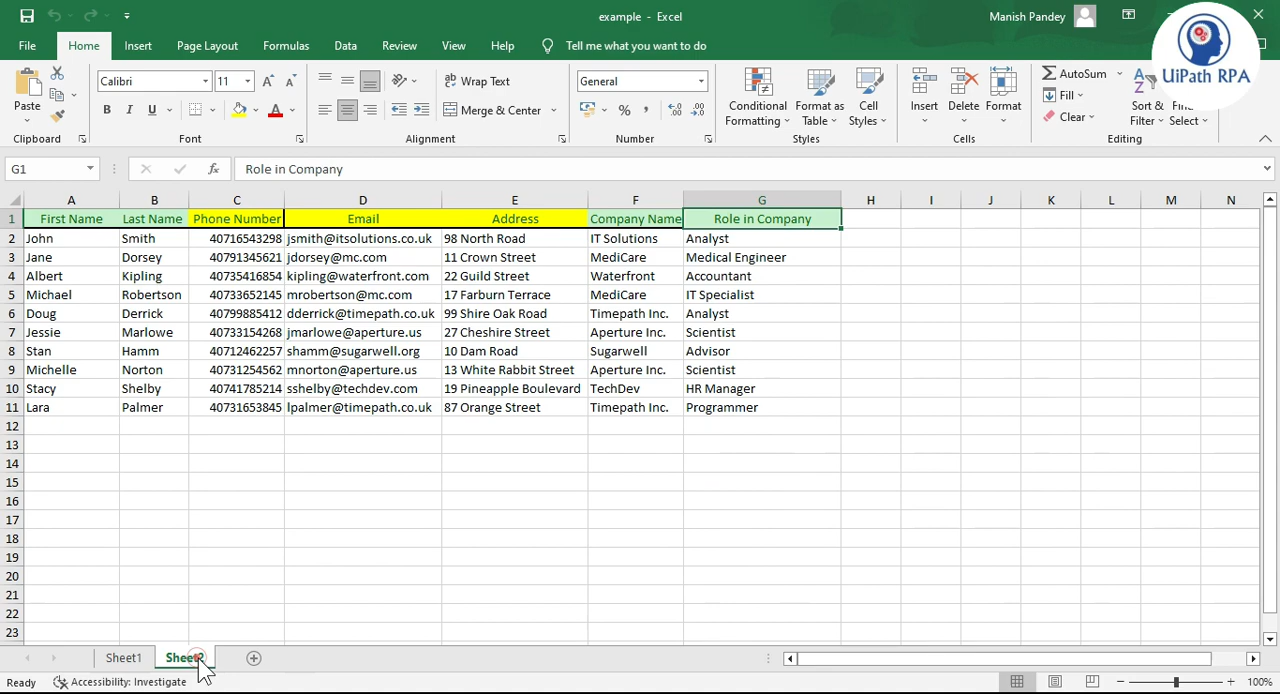 example - Excel
Manish Pandey
UiPath RPA
File Home Insert Page Layout Formulas Data Review View Help Tell me what you want to do
Paste
Calibri 11
B I U
Wrap Text
Merge & Center
General
% ,
Conditional Formatting
Format as Table
Cell Styles
Insert Delete Format
AutoSum
Fill
Clear
Sort & Filter
Select
Clipboard Font Alignment Number Styles Cells Editing
G1 fx Role in Company
A B C D E F G H I J K L M N
1 First Name Last Name Phone Number Email Address Company Name Role in Company
2 John Smith 40716543298 jsmith@itsolutions.co.uk 98 North Road IT Solutions Analyst
3 Jane Dorsey 40791345621 jdorsey@mc.com 11 Crown Street MediCare Medical Engineer
4 Albert Kipling 40735416854 kipling@waterfront.com 22 Guild Street Waterfront Accountant
5 Michael Robertson 40733652145 mrobertson@mc.com 17 Farburn Terrace MediCare IT Specialist
6 Doug Derrick 40799885412 dderrick@timepath.co.uk 99 Shire Oak Road Timepath Inc. Analyst
7 Jessie Marlowe 40733154268 jmarlowe@aperture.us 27 Cheshire Street Aperture Inc. Scientist
8 Stan Hamm 40712462257 shamm@sugarwell.org 10 Dam Road Sugarwell Advisor
9 Michelle Norton 40731254562 mnorton@aperture.us 13 White Rabbit Street Aperture Inc. Scientist
10 Stacy Shelby 40741785214 sshelby@techdev.com 19 Pineapple Boulevard TechDev HR Manager
11 Lara Palmer 40731653845 lpalmer@timepath.co.uk 87 Orange Street Timepath Inc. Programmer
12
13
14
15
16
17
18
19
20
21
22
23
Sheet1 Sheet2
Ready Accessibility: Investigate 100%